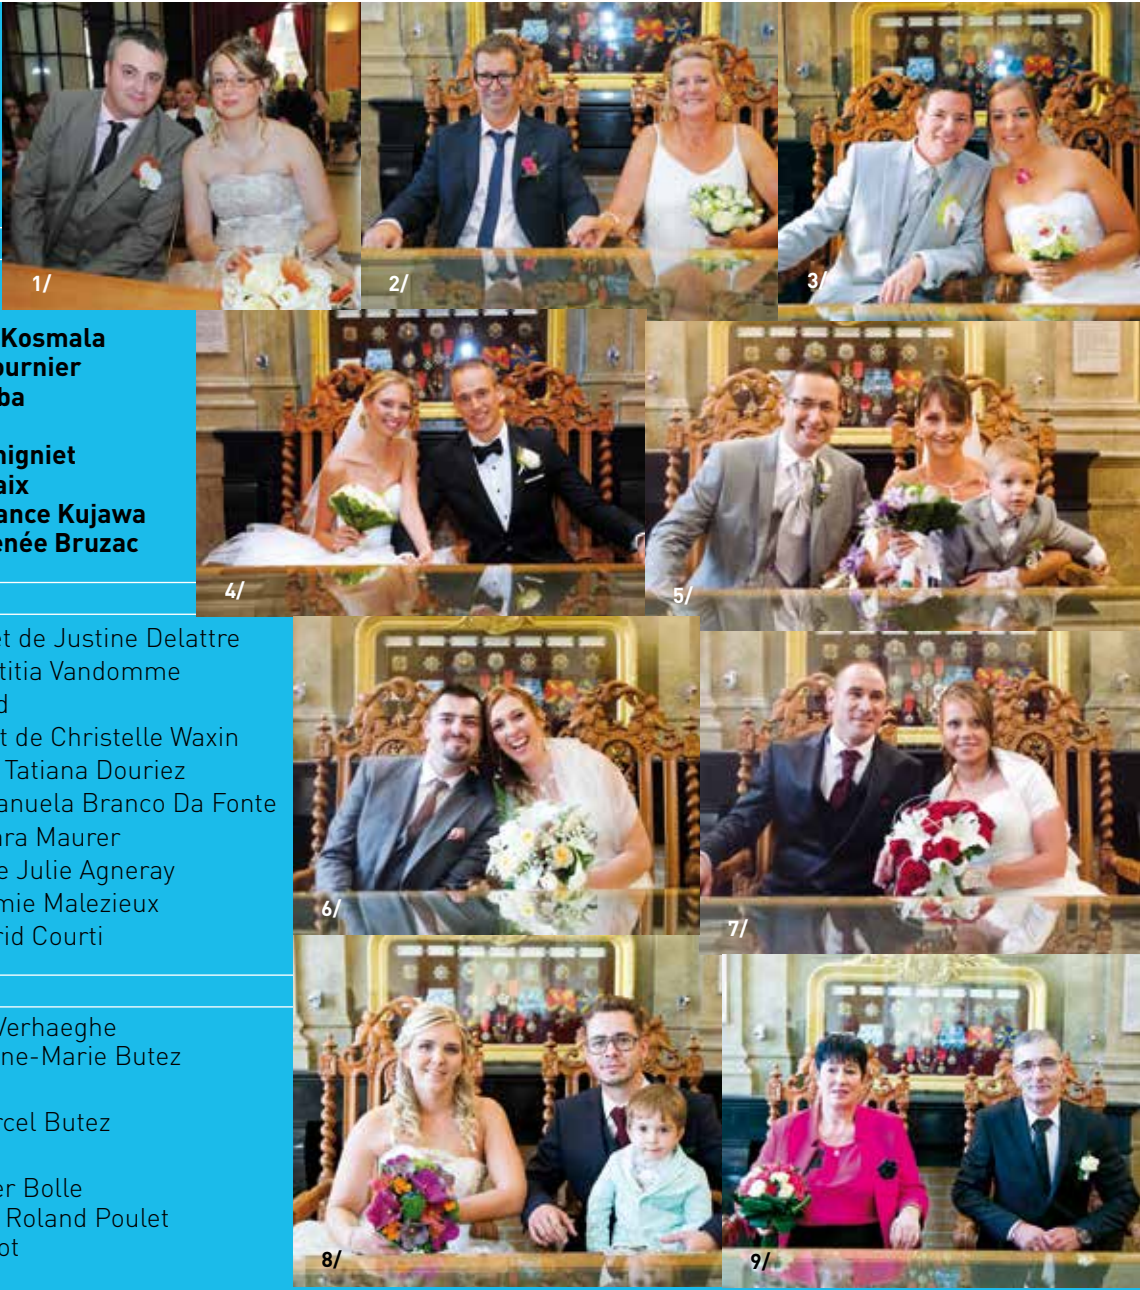 1/
2/
3/
Kosmala
ournier
ba
nigniet
aix
ance Kujawa
enée Bruzac
4/
5/
et de Justine Delattre
titia Vandomme
d
t de Christelle Waxin
Tatiana Douriez
anuela Branco Da Fonte
ara Maurer
e Julie Agneray
mie Malezieux
rid Courti
6/
7/
Verhaeghe
ne-Marie Butez
rcel Butez
er Bolle
Roland Poulet
ot
8/
9/